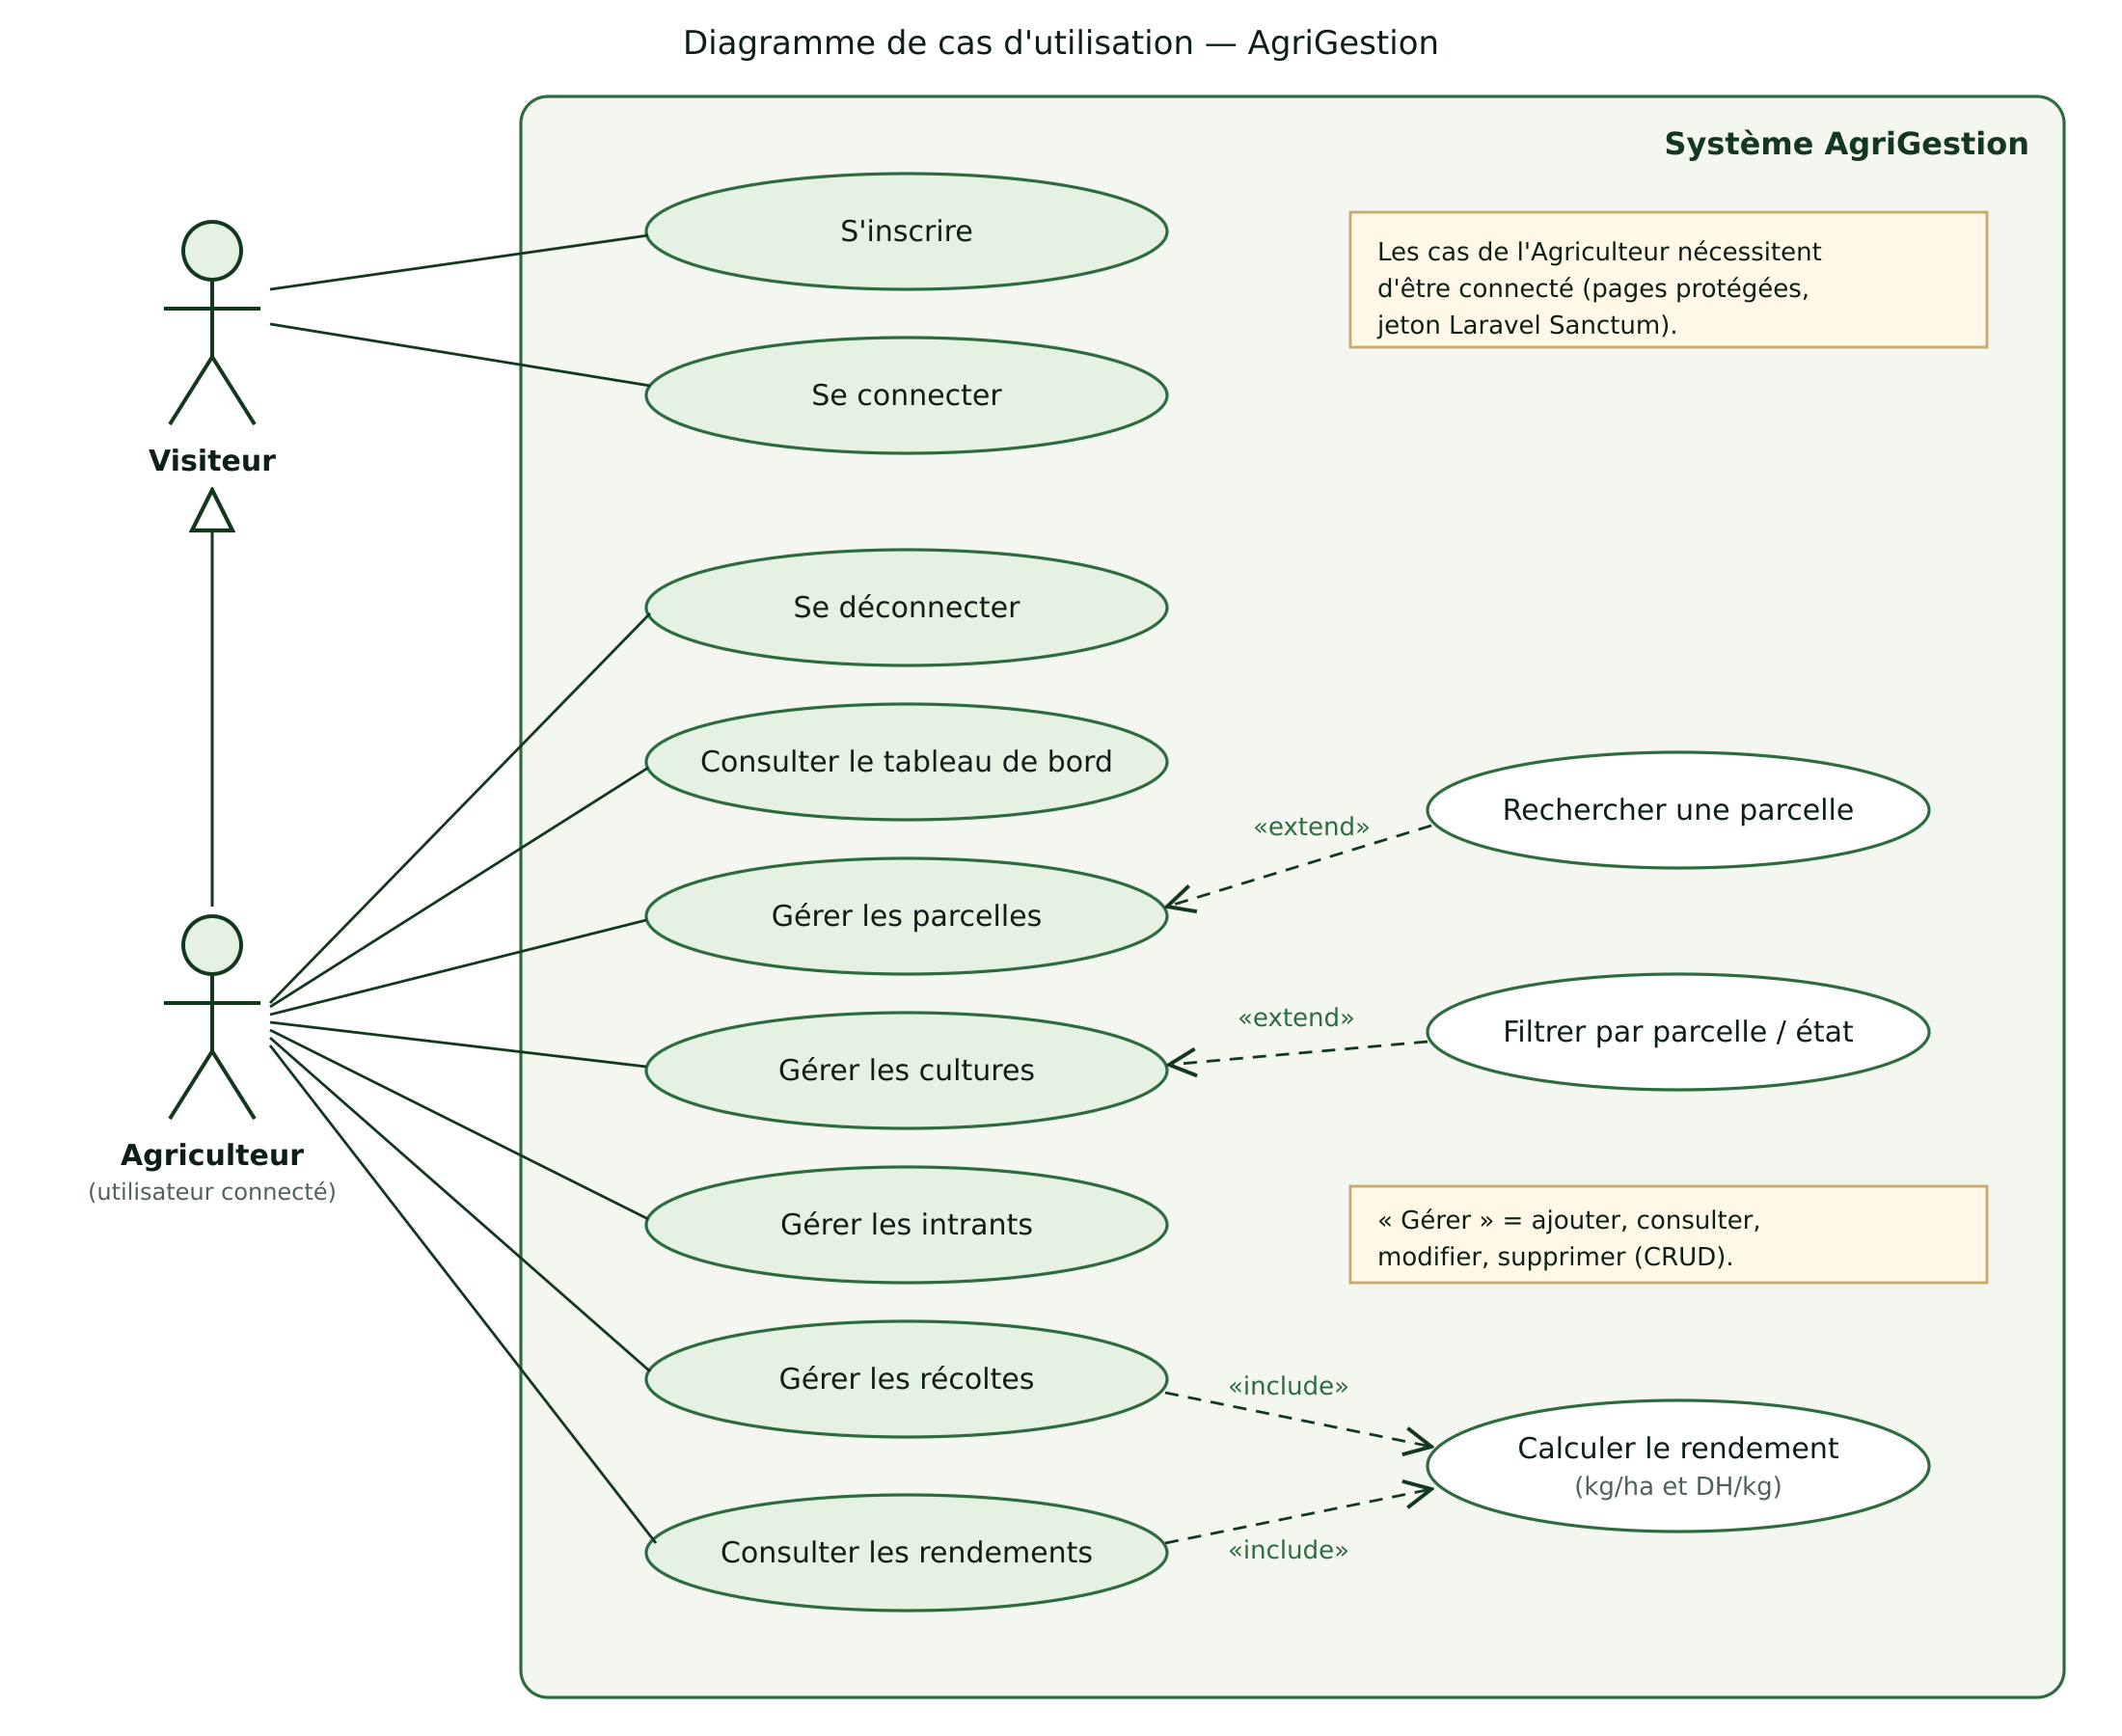 Diagramme de cas d'utilisation — AgriGestion
Système AgriGestion
S'inscrire
Les cas de l'Agriculteur nécessitent
d'être connecté (pages protégées,
jeton Laravel Sanctum).
Se connecter
Visiteur
Se déconnecter
Consulter le tableau de bord
Rechercher une parcelle
«extend»
Gérer les parcelles
«extend»
Filtrer par parcelle / état
Gérer les cultures
Agriculteur
(utilisateur connecté)
Gérer les intrants
« Gérer » = ajouter, consulter,
modifier, supprimer (CRUD).
Gérer les récoltes
«include»
Calculer le rendement
(kg/ha et DH/kg)
Consulter les rendements
«include»